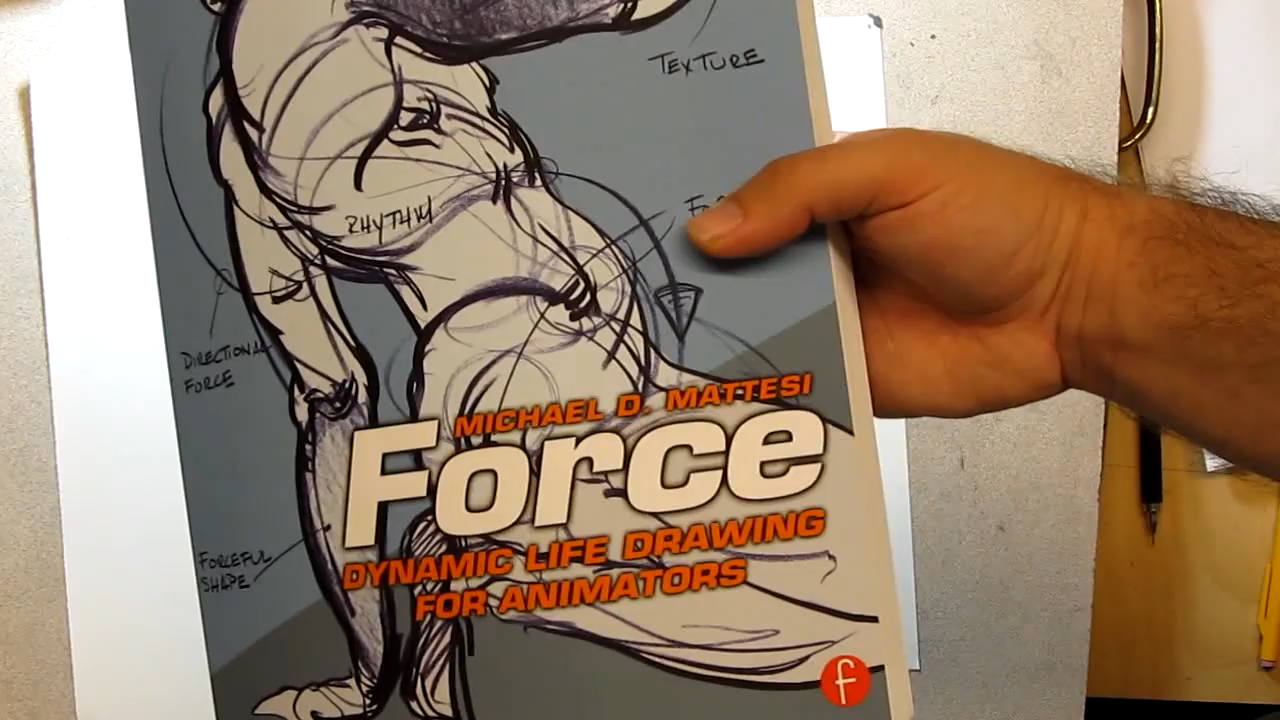 TEXTURE
RHYTHM
DIRECTIONAL
FORCE
MICHAEL D. MATTESI
Force
DYNAMIC LIFE DRAWING
FOR ANIMATORS
FORCEFUL
SHAPE
f